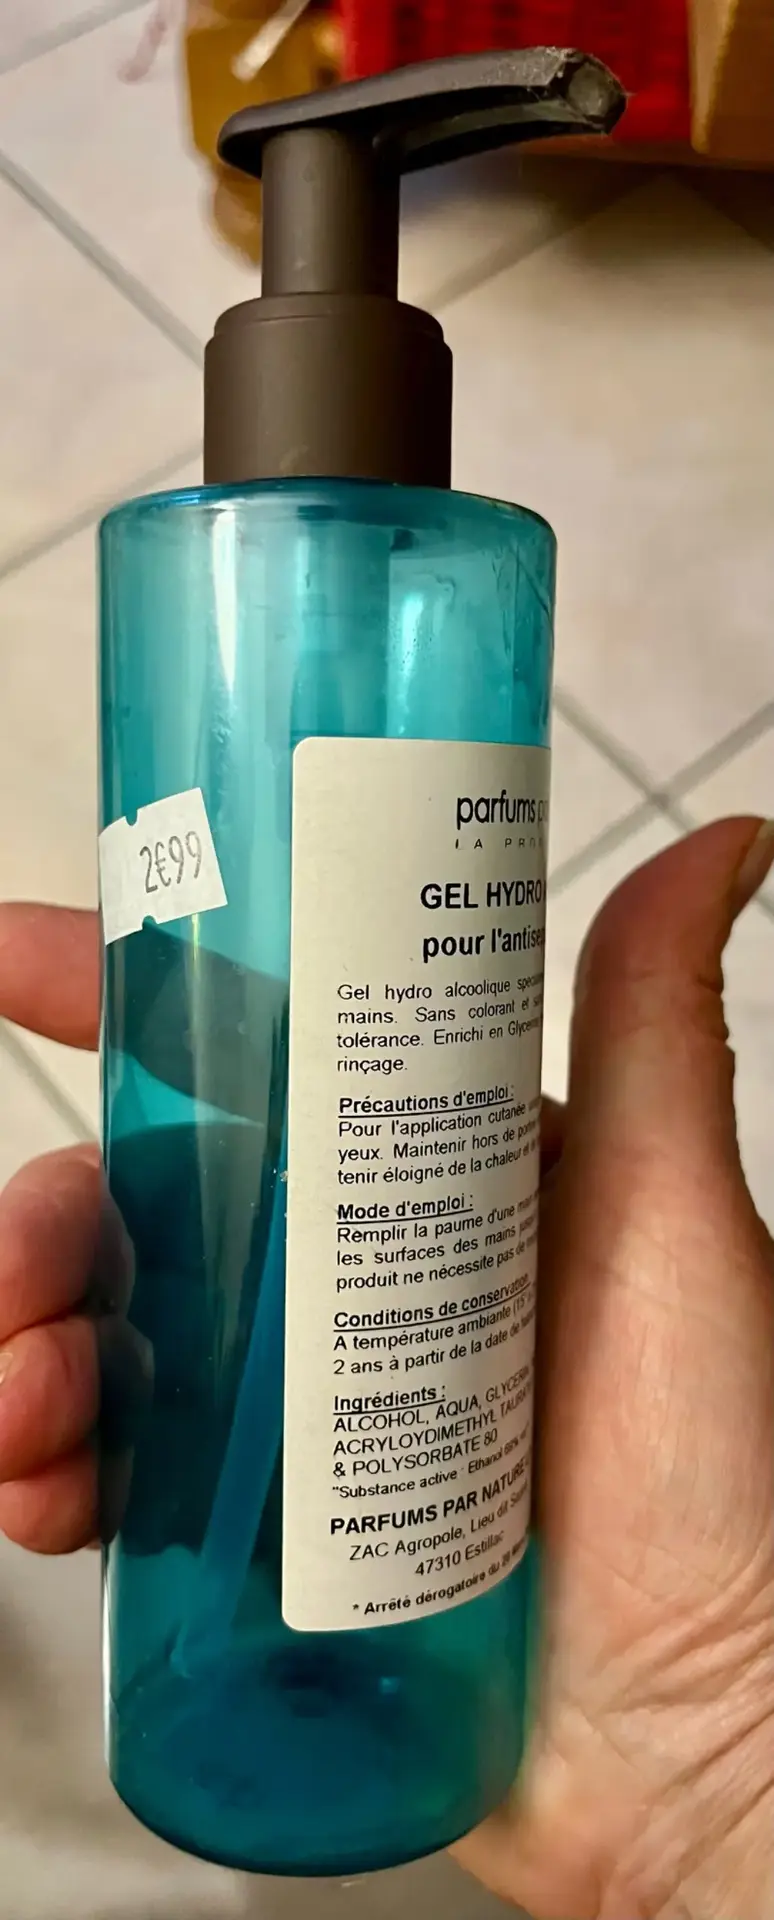 2€99
parfums
LA
GEL HYDRO
pour l'antisep
Gel hydro alcoolique
mains. Sans colorant et
tolérance. Enrichi en
rinçage.
Précautions d'emploi :
Pour l'application cutanée
yeux. Maintenir hors de
tenir éloigné de la chaleur et
Mode d'emploi :
Remplir la paume d'une main
les surfaces des mains
produit ne nécessite pas de
Conditions de conservation
A température ambiante (15
2 ans à partir de la date de
Ingrédients :
ALCOHOL, AQUA, GLYCERIN
ACRYLOYDIMETHYL
& POLYSORBATE 80
"Substance active : Ethanol
PARFUMS PAR NATURE
ZAC Agropole, Lieu dit
47310 Estillac
* Arrêté dérogatoire du